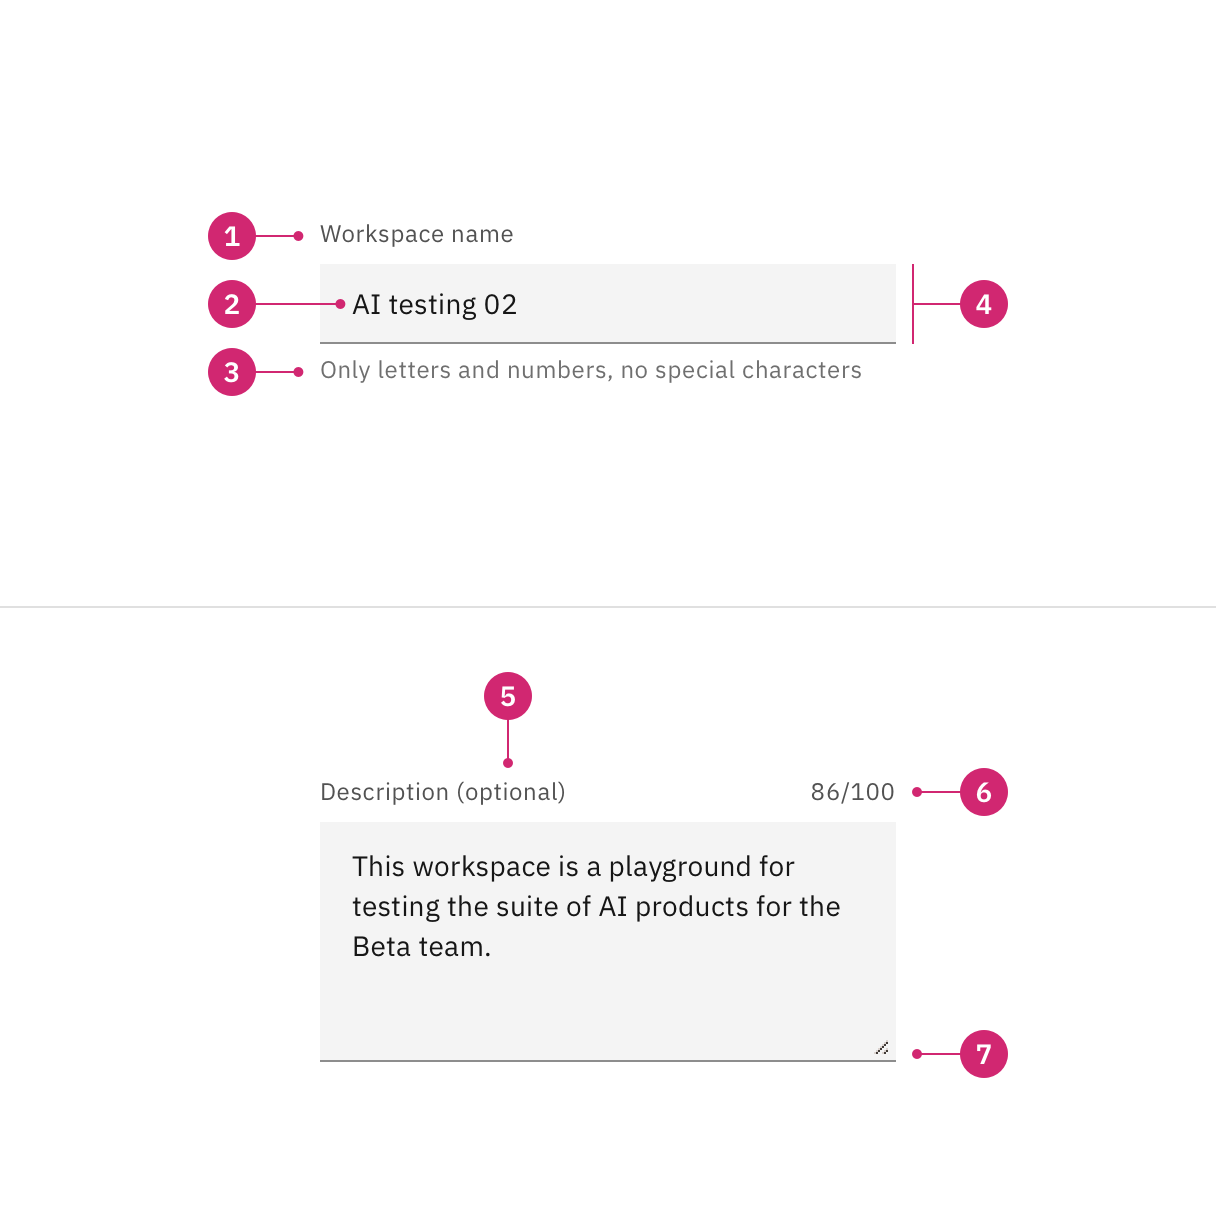 1 Workspace name
2 AI testing 02 4
3 Only letters and numbers, no special characters
5
Description (optional) 86/100 6
This workspace is a playground for
testing the suite of AI products for the
Beta team.
7